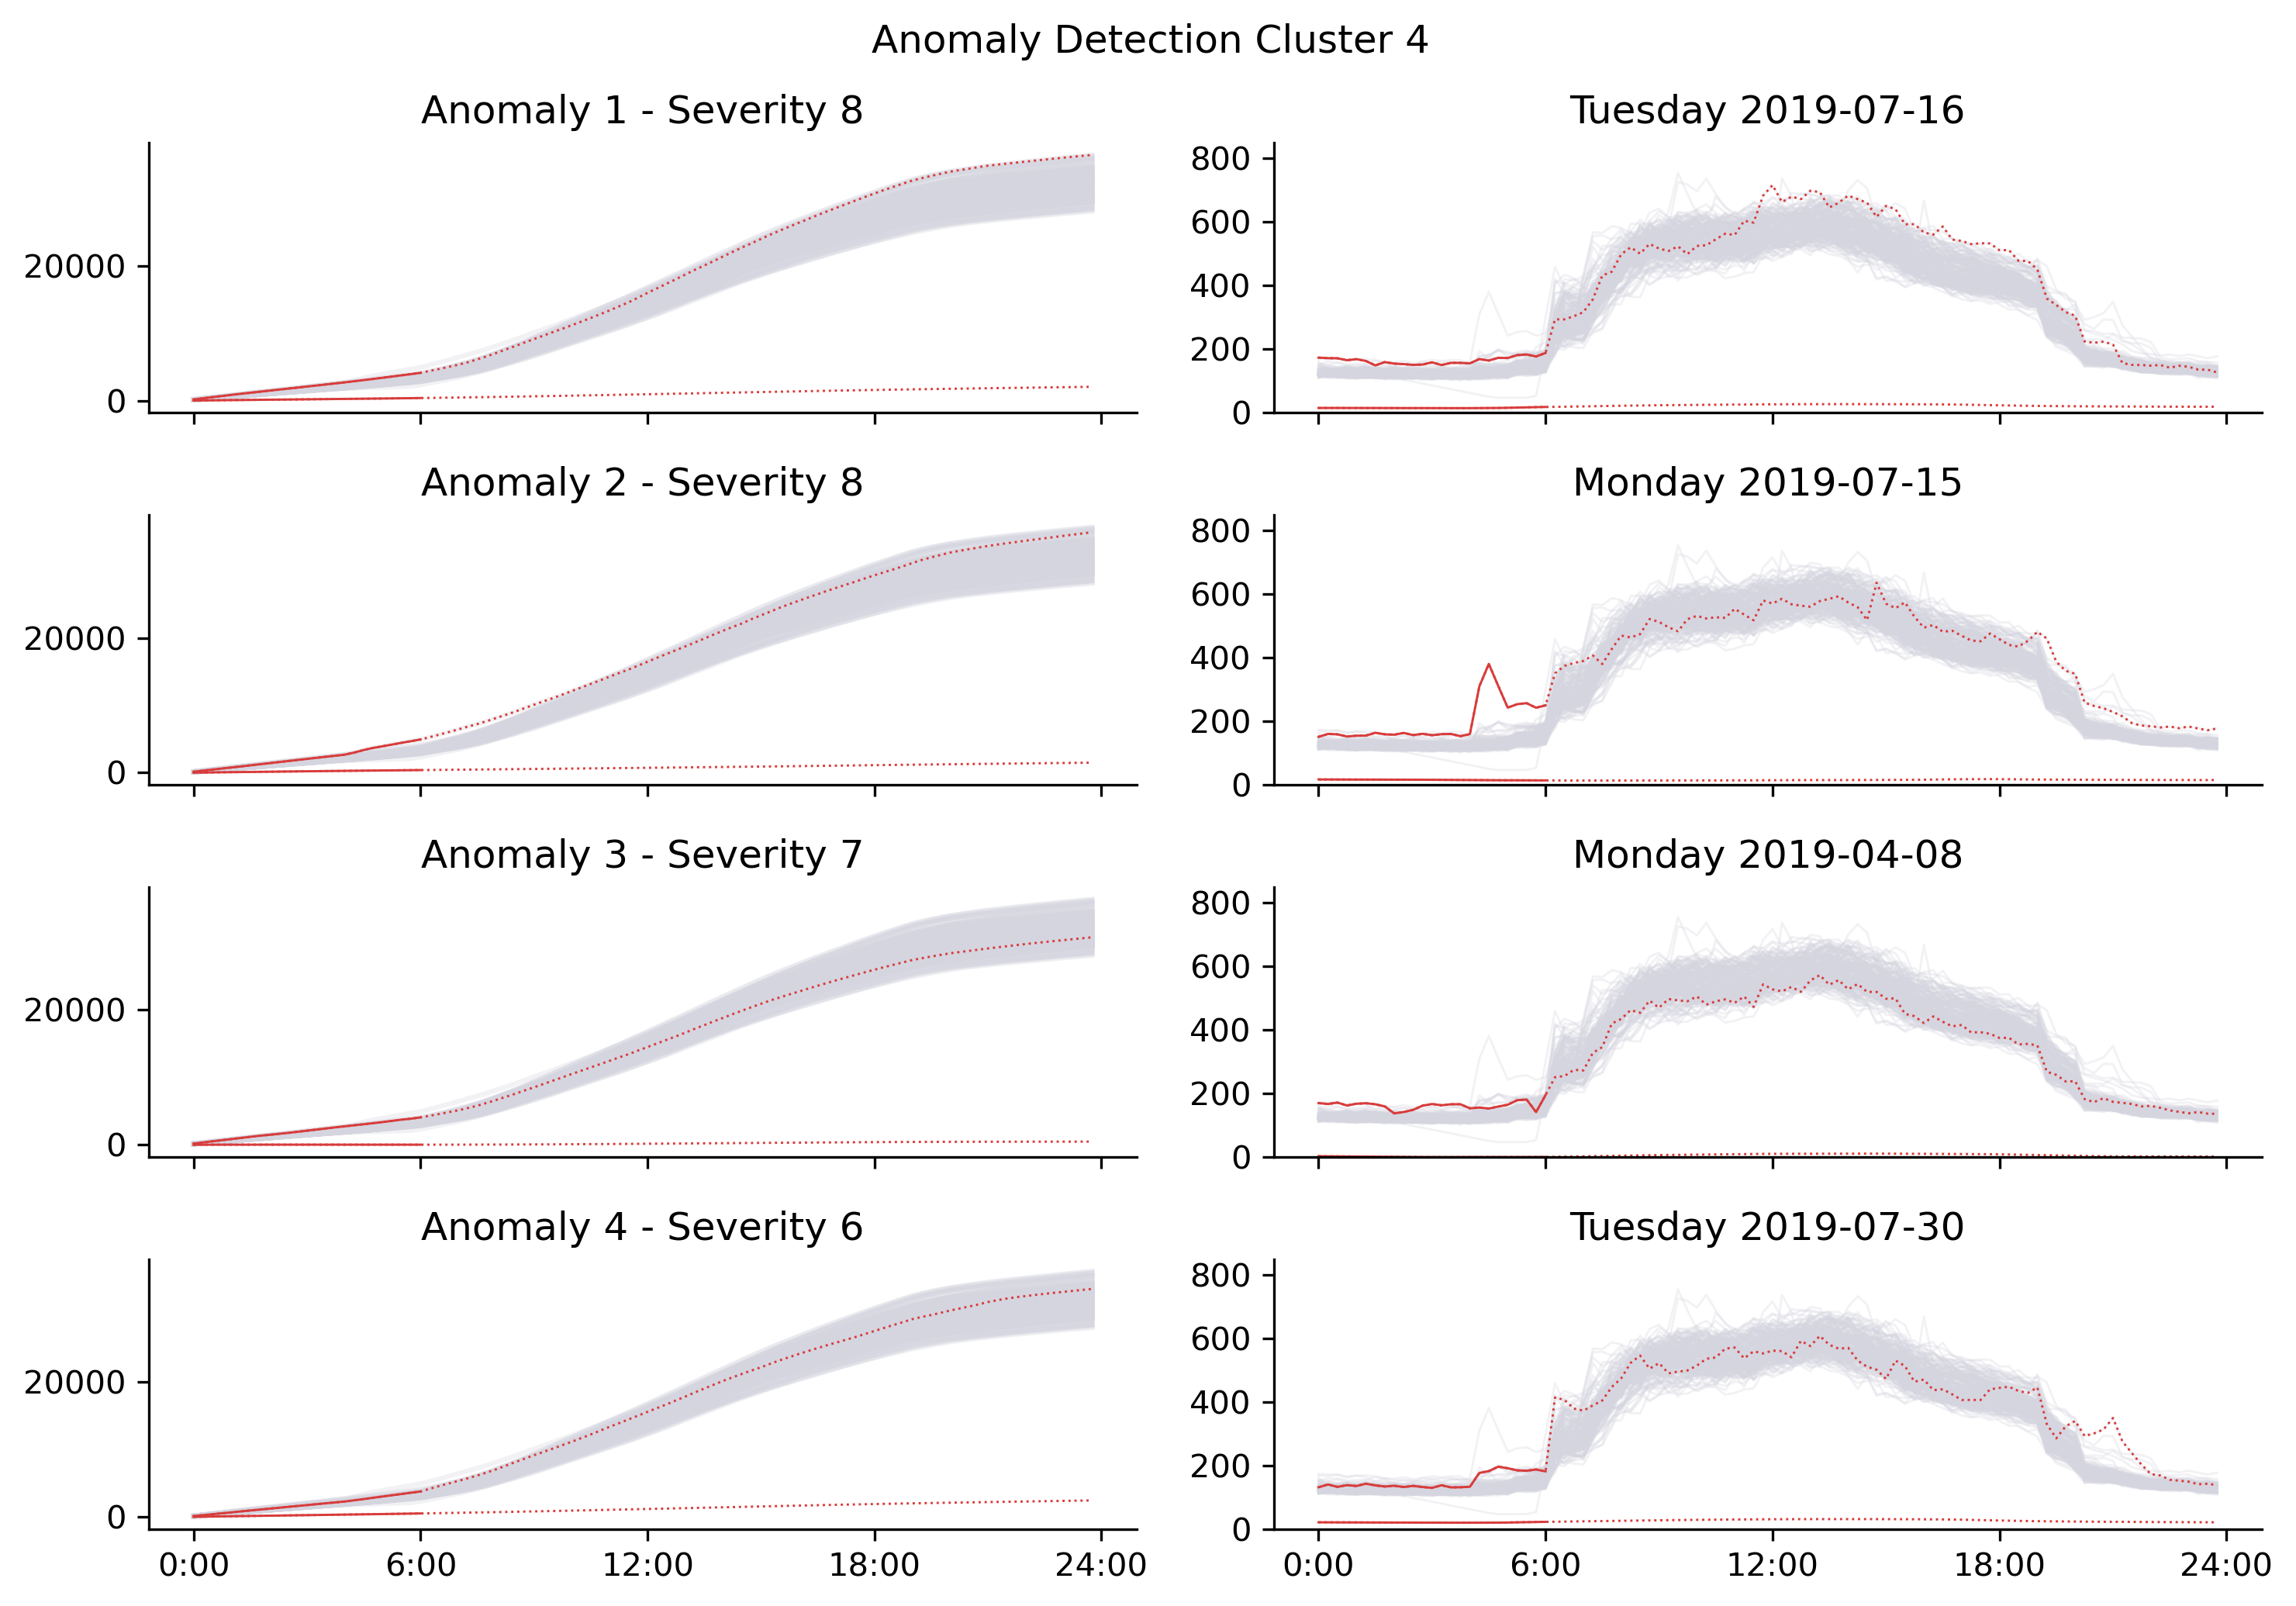 Anomaly Detection Cluster 4
Anomaly 1 - Severity 8
Tuesday 2019-07-16
20000
0
800
600
400
200
0
Anomaly 2 - Severity 8
Monday 2019-07-15
20000
0
800
600
400
200
0
Anomaly 3 - Severity 7
Monday 2019-04-08
20000
0
800
600
400
200
0
Anomaly 4 - Severity 6
Tuesday 2019-07-30
20000
0
800
600
400
200
0
0:00 6:00 12:00 18:00 24:00
0:00 6:00 12:00 18:00 24:00